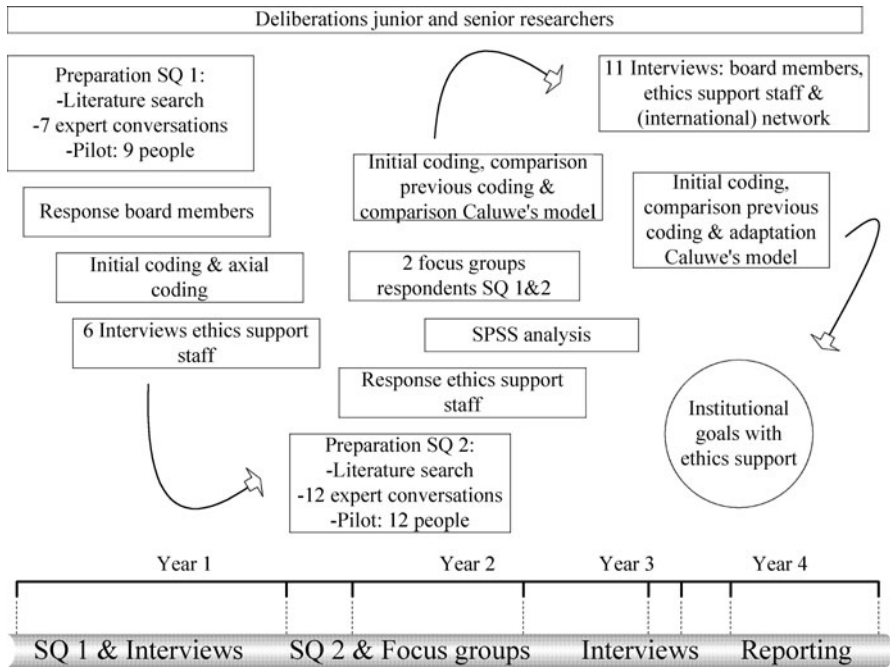 Deliberations junior and senior researchers
Preparation SQ 1:
-Literature search
-7 expert conversations
-Pilot: 9 people
Response board members
Initial coding & axial
coding
6 Interviews ethics support
staff
Preparation SQ 2:
-Literature search
-12 expert conversations
-Pilot: 12 people
Response ethics support
staff
SPSS analysis
2 focus groups
respondents SQ 1&2
Initial coding, comparison
previous coding &
comparison Caluwe's model
11 Interviews: board members,
ethics support staff &
(international) network
Initial coding,
comparison previous
coding & adaptation
Caluwe's model
Institutional
goals with
ethics support
Year 1
Year 2
Year 3
Year 4
SQ 1 & Interviews
SQ 2 & Focus groups
Interviews
Reporting